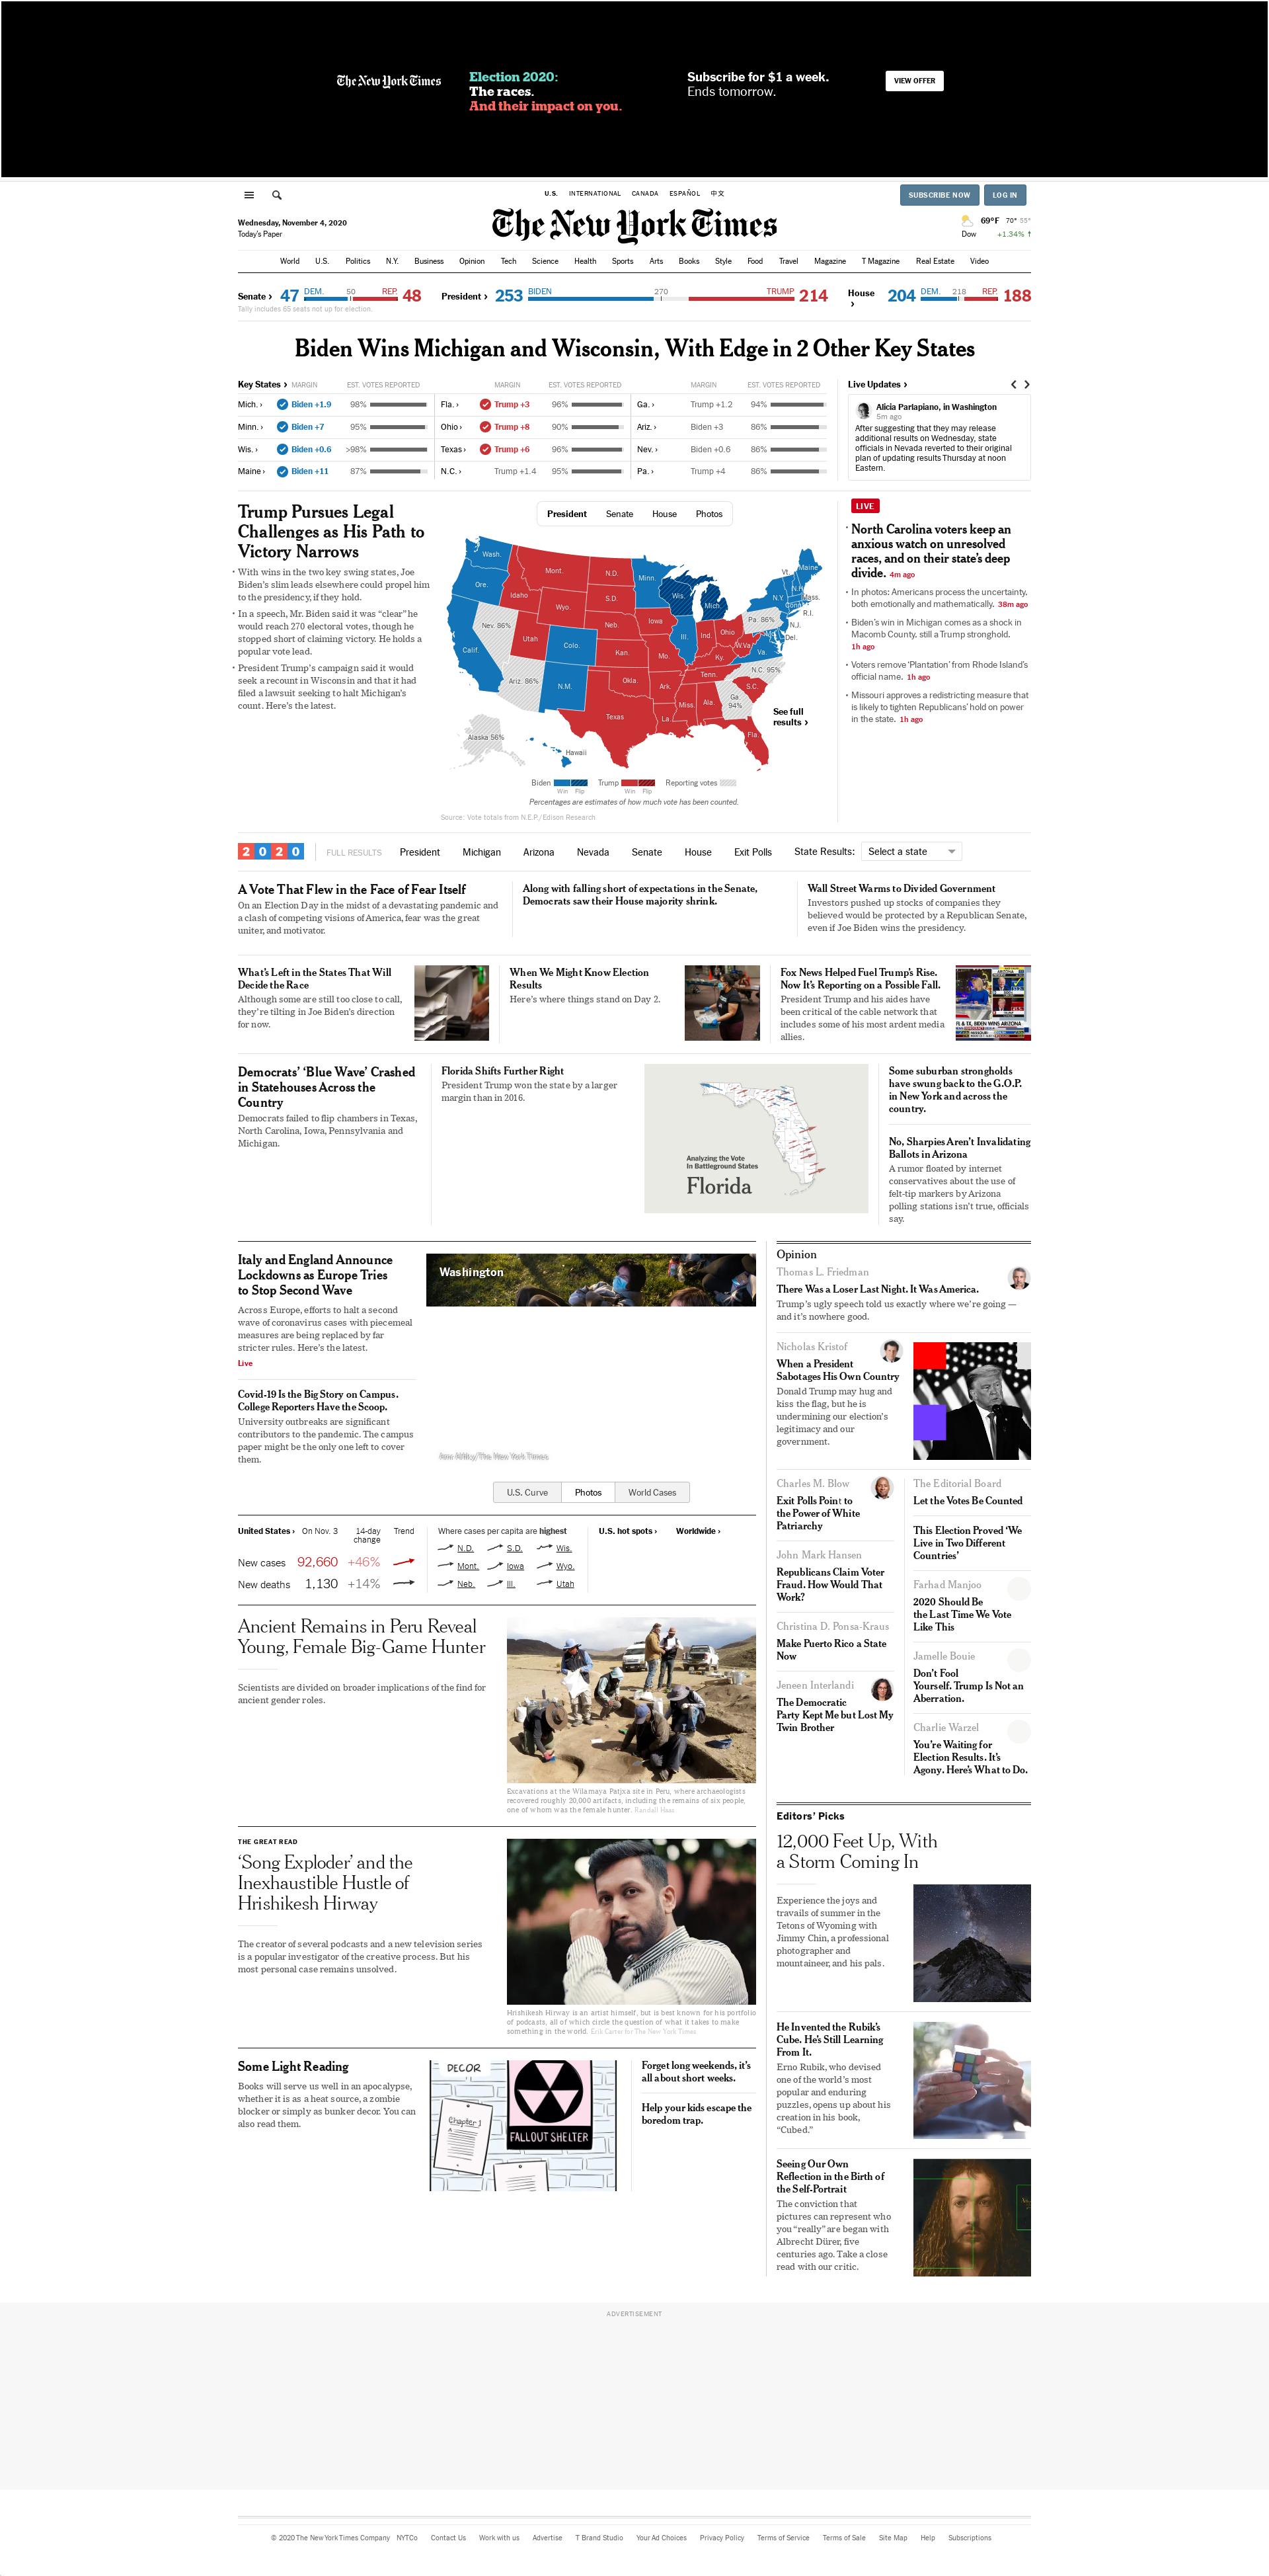 The New York Times
Election 2020:
The races.
And their impact on you.
Subscribe for $1 a week.
Ends tomorrow.
VIEW OFFER
U.S. INTERNATIONAL CANADA ESPAÑOL 中文
SUBSCRIBE NOW LOG IN
Wednesday, November 4, 2020
Today's Paper
The New York Times
69°F 70° 55°
Dow +1.34% ↑
World U.S. Politics N.Y. Business Opinion Tech Science Health Sports Arts Books Style Food Travel Magazine T Magazine Real Estate Video
Senate › 47 DEM. 50 REP. 48
Tally includes 65 seats not up for election.
President › 253 BIDEN 270 TRUMP 214
House › 204 DEM. 218 REP. 188
Biden Wins Michigan and Wisconsin, With Edge in 2 Other Key States
Key States › MARGIN EST. VOTES REPORTED MARGIN EST. VOTES REPORTED MARGIN EST. VOTES REPORTED
Mich. › Biden +1.9 98% Fla. › Trump +3 96% Ga. › Trump +1.2 94%
Minn. › Biden +7 95% Ohio › Trump +8 90% Ariz. › Biden +3 86%
Wis. › Biden +0.6 >98% Texas › Trump +6 96% Nev. › Biden +0.6 86%
Maine › Biden +11 87% N.C. › Trump +1.4 95% Pa. › Trump +4 86%
Live Updates ›
Alicia Parlapiano, in Washington
5m ago
After suggesting that they may release
additional results on Wednesday, state
officials in Nevada reverted to their original
plan of updating results Thursday at noon
Eastern.
Trump Pursues Legal
Challenges as His Path to
Victory Narrows
• With wins in the two key swing states, Joe
Biden's slim leads elsewhere could propel him
to the presidency, if they hold.
• In a speech, Mr. Biden said it was “clear” he
would reach 270 electoral votes, though he
stopped short of claiming victory. He holds a
popular vote lead.
• President Trump's campaign said it would
seek a recount in Wisconsin and that it had
filed a lawsuit seeking to halt Michigan's
count. Here's the latest.
President Senate House Photos
Wash.
Ore.
Calif.
Nev. 86%
Idaho
Mont.
Wyo.
Utah
Ariz. 86%
Colo.
N.M.
N.D.
S.D.
Neb.
Kan.
Okla.
Texas
Minn.
Iowa
Mo.
Ark.
La.
Wis.
Ill.
Mich.
Ind.
Ohio
Ky.
Tenn.
Miss.
Ala.
Ga.
94%
Fla.
S.C.
N.C. 95%
Va.
W.Va.
Pa. 86%
N.Y.
Vt.
N.H.
Maine
Mass.
Conn.
R.I.
N.J.
Del.
Md.
Alaska 56%
Hawaii
See full
results ›
Biden Trump Reporting votes
Win Flip Win Flip
Percentages are estimates of how much vote has been counted.
Source: Vote totals from N.E.P./Edison Research
LIVE
• North Carolina voters keep an
anxious watch on unresolved
races, and on their state's deep
divide. 4m ago
• In photos: Americans process the uncertainty,
both emotionally and mathematically. 38m ago
• Biden's win in Michigan comes as a shock in
Macomb County, still a Trump stronghold.
1h ago
• Voters remove 'Plantation' from Rhode Island's
official name. 1h ago
• Missouri approves a redistricting measure that
is likely to tighten Republicans' hold on power
in the state. 1h ago
2020 FULL RESULTS President Michigan Arizona Nevada Senate House Exit Polls State Results: Select a state
A Vote That Flew in the Face of Fear Itself
On an Election Day in the midst of a devastating pandemic and
a clash of competing visions of America, fear was the great
uniter, and motivator.
Along with falling short of expectations in the Senate,
Democrats saw their House majority shrink.
Wall Street Warms to Divided Government
Investors pushed up stocks of companies they
believed would be protected by a Republican Senate,
even if Joe Biden wins the presidency.
What's Left in the States That Will
Decide the Race
Although some are still too close to call,
they're tilting in Joe Biden's direction
for now.
When We Might Know Election
Results
Here's where things stand on Day 2.
Fox News Helped Fuel Trump's Rise.
Now It's Reporting on a Possible Fall.
President Trump and his aides have
been critical of the cable network that
includes some of his most ardent media
allies.
Democrats' 'Blue Wave' Crashed
in Statehouses Across the
Country
Democrats failed to flip chambers in Texas,
North Carolina, Iowa, Pennsylvania and
Michigan.
Florida Shifts Further Right
President Trump won the state by a larger
margin than in 2016.
Analyzing the Vote
In Battleground States
Florida
Some suburban strongholds
have swung back to the G.O.P.
in New York and across the
country.
No, Sharpies Aren't Invalidating
Ballots in Arizona
A rumor floated by internet
conservatives about the use of
felt-tip markers by Arizona
polling stations isn't true, officials
say.
Italy and England Announce
Lockdowns as Europe Tries
to Stop Second Wave
Across Europe, efforts to halt a second
wave of coronavirus cases with piecemeal
measures are being replaced by far
stricter rules. Here's the latest.
Live
Covid-19 Is the Big Story on Campus.
College Reporters Have the Scoop.
University outbreaks are significant
contributors to the pandemic. The campus
paper might be the only one left to cover
them.
Washington
U.S. Curve Photos World Cases
United States › On Nov. 3 14-day
change Trend
New cases 92,660 +46%
New deaths 1,130 +14%
Where cases per capita are highest
N.D. S.D. Wis.
Mont. Iowa Wyo.
Neb. Ill. Utah
U.S. hot spots › Worldwide ›
Ancient Remains in Peru Reveal
Young, Female Big-Game Hunter
Scientists are divided on broader implications of the find for
ancient gender roles.
Excavations at the Wilamaya Patjxa site in Peru, where archaeologists
recovered roughly 20,000 artifacts, including the remains of six people,
one of whom was the female hunter. Randall Haas
THE GREAT READ
'Song Exploder' and the
Inexhaustible Hustle of
Hrishikesh Hirway
The creator of several podcasts and a new television series
is a popular investigator of the creative process. But his
most personal case remains unsolved.
Hrishikesh Hirway is an artist himself, but is best known for his portfolio
of podcasts, all of which circle the question of what it takes to make
something in the world. Erik Carter for The New York Times
Some Light Reading
Books will serve us well in an apocalypse,
whether it is as a heat source, a zombie
blocker or simply as bunker decor. You can
also read them.
DECOR
Chapter 1
FALLOUT SHELTER
Forget long weekends, it's
all about short weeks.
Help your kids escape the
boredom trap.
Opinion
Thomas L. Friedman
There Was a Loser Last Night. It Was America.
Trump's ugly speech told us exactly where we're going —
and it's nowhere good.
Nicholas Kristof
When a President
Sabotages His Own Country
Donald Trump may hug and
kiss the flag, but he is
undermining our election's
legitimacy and our
government.
Charles M. Blow
Exit Polls Point to
the Power of White
Patriarchy
John Mark Hansen
Republicans Claim Voter
Fraud. How Would That
Work?
Christina D. Ponsa-Kraus
Make Puerto Rico a State
Now
Jeneen Interlandi
The Democratic
Party Kept Me but Lost My
Twin Brother
The Editorial Board
Let the Votes Be Counted
This Election Proved 'We
Live in Two Different
Countries'
Farhad Manjoo
2020 Should Be
the Last Time We Vote
Like This
Jamelle Bouie
Don't Fool
Yourself. Trump Is Not an
Aberration.
Charlie Warzel
You're Waiting for
Election Results. It's
Agony. Here's What to Do.
Editors' Picks
12,000 Feet Up, With
a Storm Coming In
Experience the joys and
travails of summer in the
Tetons of Wyoming with
Jimmy Chin, a professional
photographer and
mountaineer, and his pals.
He Invented the Rubik's
Cube. He's Still Learning
From It.
Erno Rubik, who devised
one of the world's most
popular and enduring
puzzles, opens up about his
creation in his book,
“Cubed.”
Seeing Our Own
Reflection in the Birth of
the Self-Portrait
The conviction that
pictures can represent who
you “really” are began with
Albrecht Dürer, five
centuries ago. Take a close
read with our critic.
ADVERTISEMENT
© 2020 The New York Times Company NYTCo Contact Us Work with us Advertise T Brand Studio Your Ad Choices Privacy Policy Terms of Service Terms of Sale Site Map Help Subscriptions